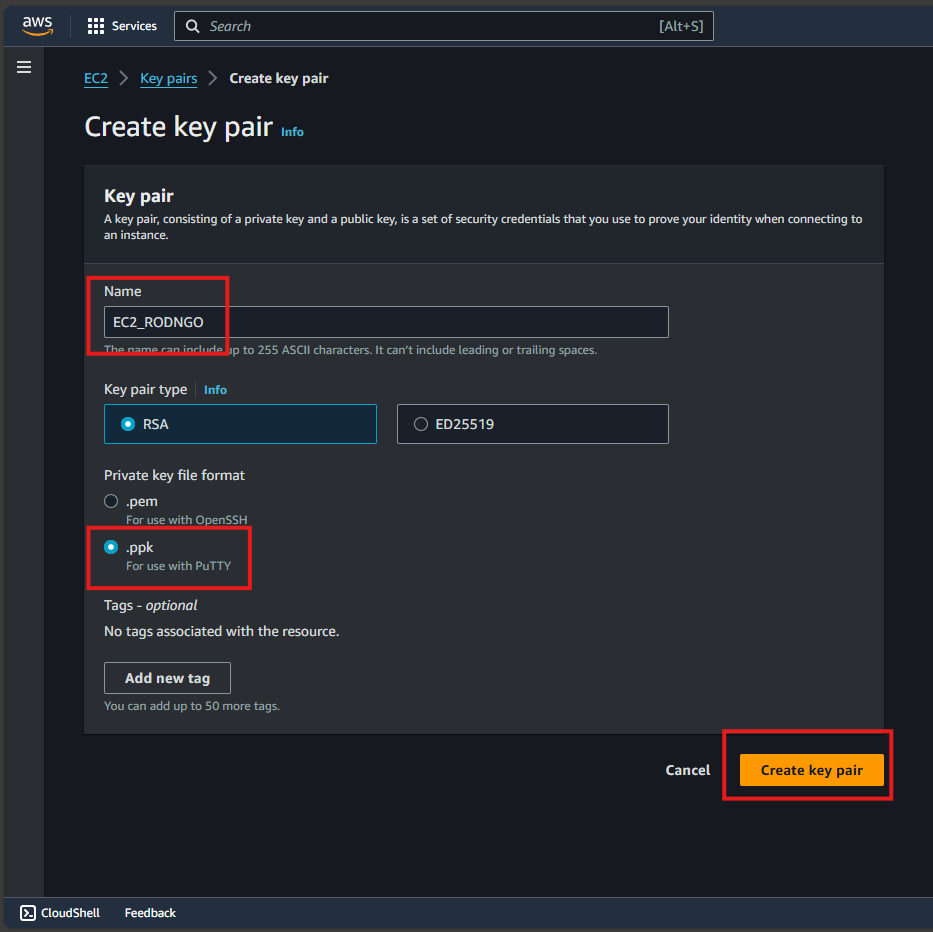 aws
Services
Search
[Alt+S]
EC2
Key pairs
Create key pair
Create key pair Info
Key pair
A key pair, consisting of a private key and a public key, is a set of security credentials that you use to prove your identity when connecting to
an instance.
Name
EC2_RODNGO
The name can include up to 255 ASCII characters. It can't include leading or trailing spaces.
Key pair type Info
RSA
ED25519
Private key file format
.pem
For use with OpenSSH
.ppk
For use with PuTTY
Tags - optional
No tags associated with the resource.
Add new tag
You can add up to 50 more tags.
Cancel
Create key pair
CloudShell
Feedback